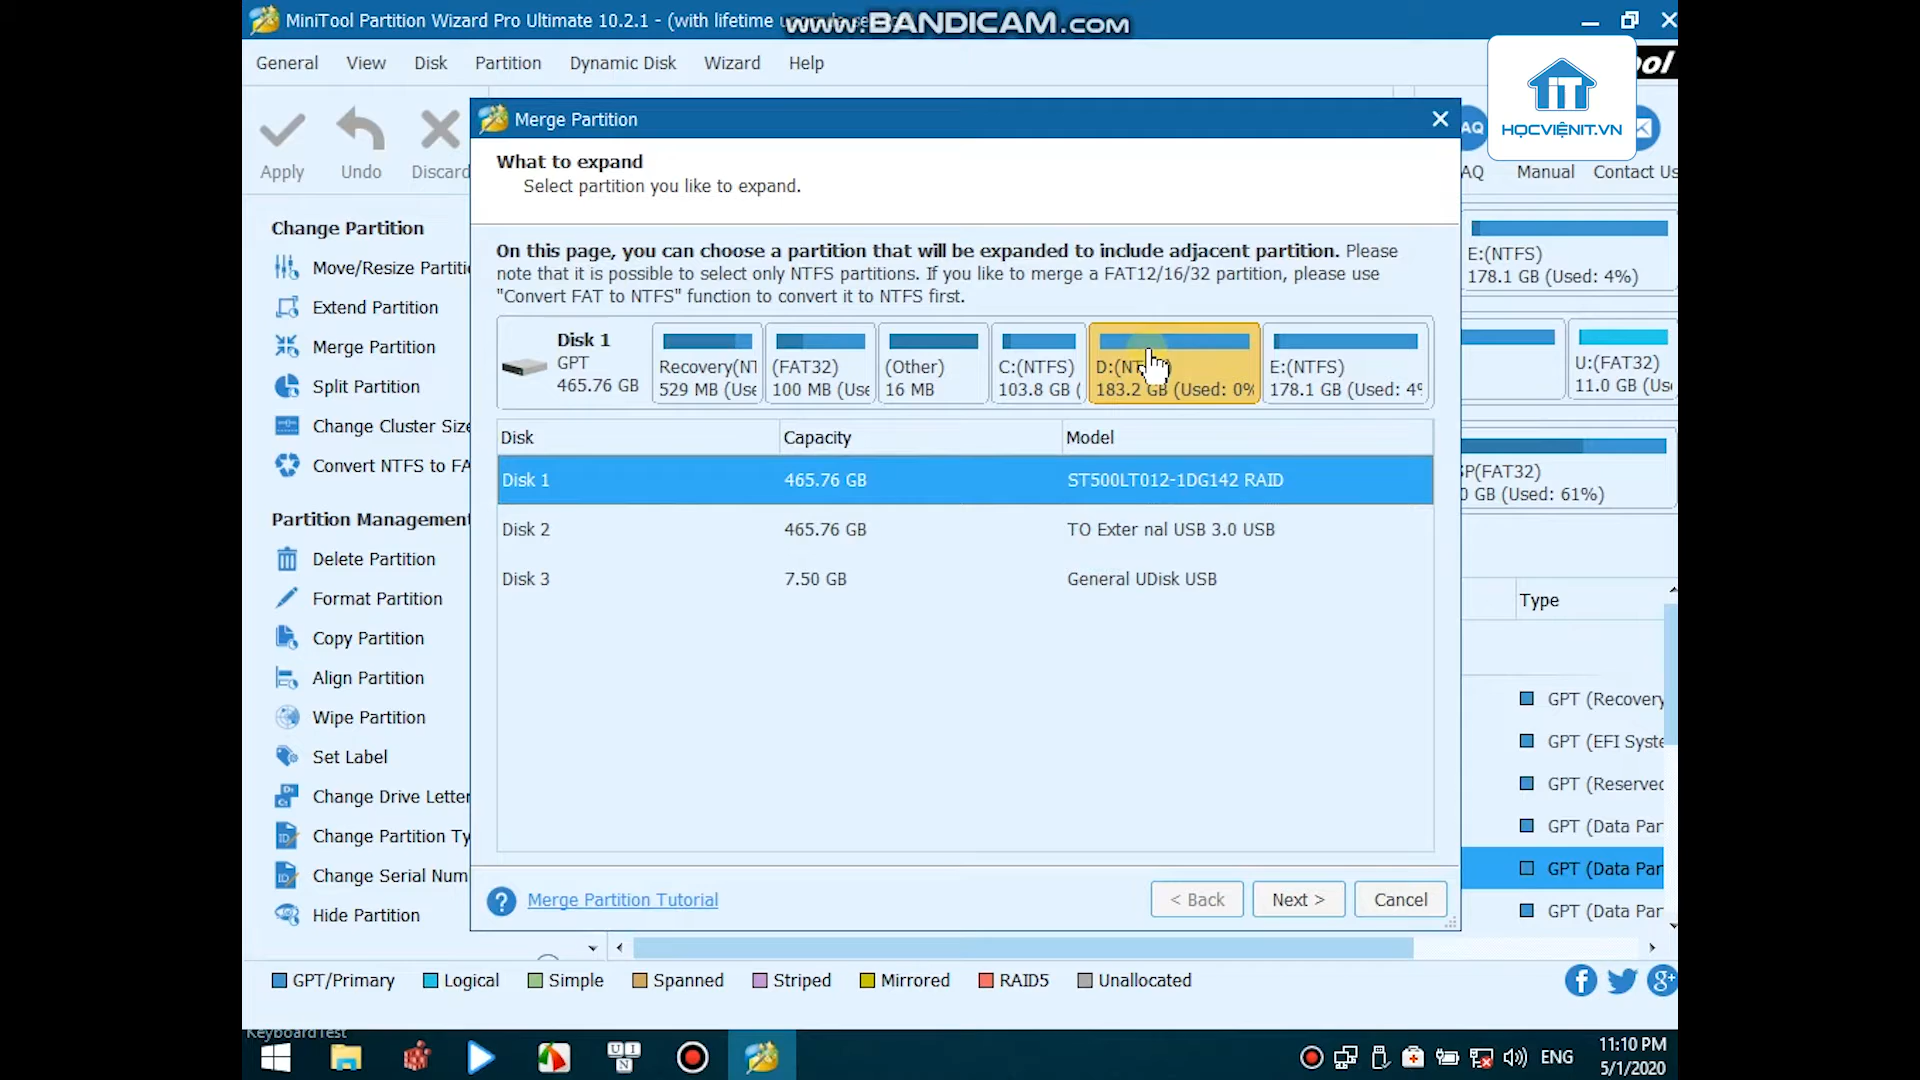 MiniTool Partition Wizard Pro Ultimate 10.2.1 - (with lifetime
www.BANDICAM.com
General View Disk Partition Dynamic Disk Wizard Help
HỌCVIỆNIT.VN
Apply Undo Discard
AQ
AQ Manual Contact Us
Merge Partition
What to expand
Select partition you like to expand.
On this page, you can choose a partition that will be expanded to include adjacent partition. Please
note that it is possible to select only NTFS partitions. If you like to merge a FAT12/16/32 partition, please use
"Convert FAT to NTFS" function to convert it to NTFS first.
Disk 1
GPT
465.76 GB
Recovery(NT
529 MB (Use
(FAT32)
100 MB (Use
(Other)
16 MB
C:(NTFS)
103.8 GB (
D:(NTFS)
183.2 GB (Used: 0%
E:(NTFS)
178.1 GB (Used: 4%
Disk Capacity Model
Disk 1 465.76 GB ST500LT012-1DG142 RAID
Disk 2 465.76 GB TO Exter nal USB 3.0 USB
Disk 3 7.50 GB General UDisk USB
Merge Partition Tutorial
< Back Next > Cancel
Change Partition
Move/Resize Partiti
Extend Partition
Merge Partition
Split Partition
Change Cluster Size
Convert NTFS to FA
Partition Management
Delete Partition
Format Partition
Copy Partition
Align Partition
Wipe Partition
Set Label
Change Drive Letter
Change Partition Ty
Change Serial Num
Hide Partition
E:(NTFS)
178.1 GB (Used: 4%)
U:(FAT32)
11.0 GB (Us
SP(FAT32)
0 GB (Used: 61%)
Type
GPT (Recovery
GPT (EFI Syste
GPT (Reserved
GPT (Data Par
GPT (Data Par
GPT (Data Par
GPT/Primary Logical Simple Spanned Striped Mirrored RAID5 Unallocated
KeyboardTest
ENG
11:10 PM
5/1/2020